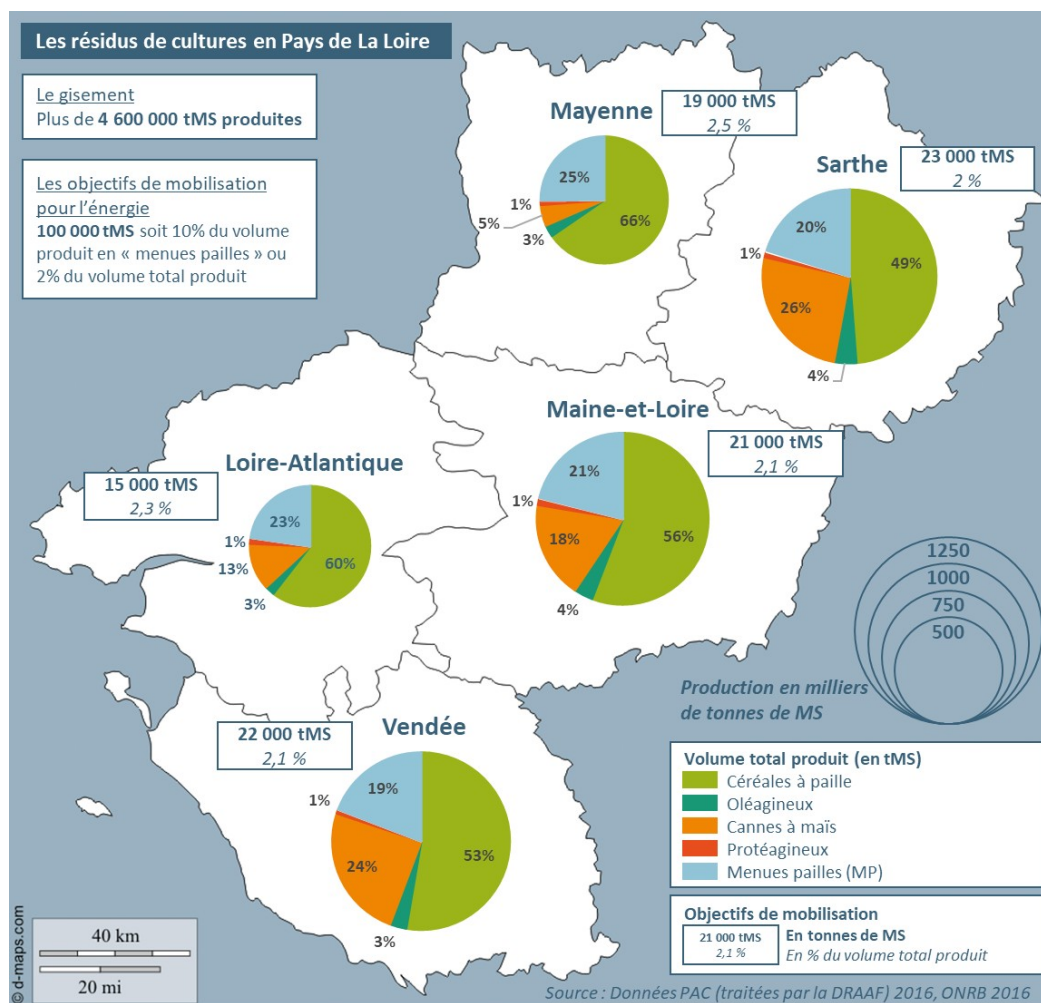 Les résidus de cultures en Pays de La Loire
Le gisement
Plus de 4 600 000 tMS produites
Les objectifs de mobilisation
pour l'énergie
100 000 tMS soit 10% du volume
produit en « menues pailles » ou
2% du volume total produit
Mayenne
19 000 tMS
2,5 %
25%
1%
5%
3%
66%
Sarthe
23 000 tMS
2 %
20%
1%
49%
26%
4%
Maine-et-Loire
21 000 tMS
2,1 %
21%
1%
18%
56%
4%
Loire-Atlantique
15 000 tMS
2,3 %
23%
1%
13%
60%
3%
Vendée
22 000 tMS
2,1 %
19%
1%
24%
53%
3%
1250
1000
750
500
Production en milliers
de tonnes de MS
Volume total produit (en tMS)
Céréales à paille
Oléagineux
Cannes à maïs
Protéagineux
Menues pailles (MP)
Objectifs de mobilisation
21 000 tMS
2,1 %
En tonnes de MS
En % du volume total produit
40 km
20 mi
© d-maps.com
Source : Données PAC (traitées par la DRAAF) 2016, ONRB 2016